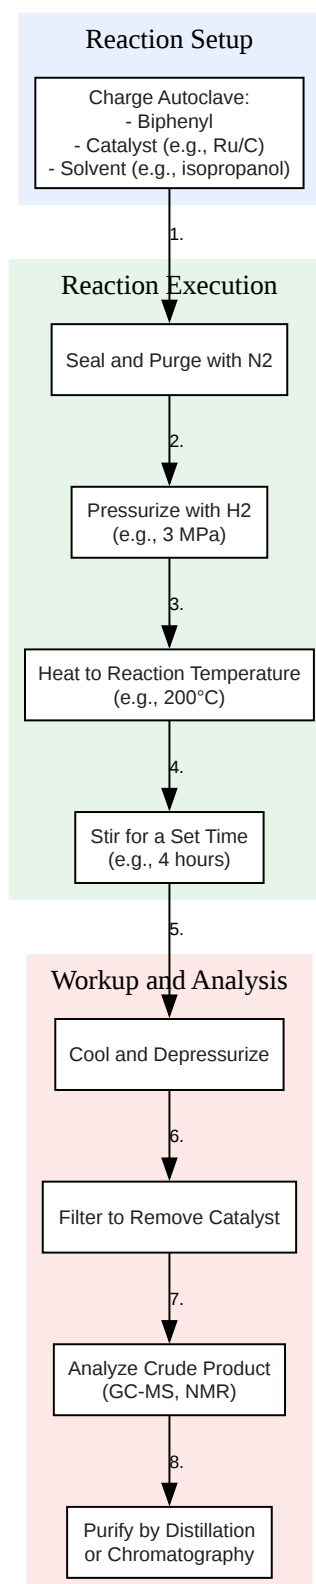 Reaction Setup
Charge Autoclave:
- Biphenyl
- Catalyst (e.g., Ru/C)
- Solvent (e.g., isopropanol)
1.
Reaction Execution
Seal and Purge with N2
2.
Pressurize with H2
(e.g., 3 MPa)
3.
Heat to Reaction Temperature
(e.g., 200°C)
4.
Stir for a Set Time
(e.g., 4 hours)
5.
Workup and Analysis
Cool and Depressurize
6.
Filter to Remove Catalyst
7.
Analyze Crude Product
(GC-MS, NMR)
8.
Purify by Distillation
or Chromatography